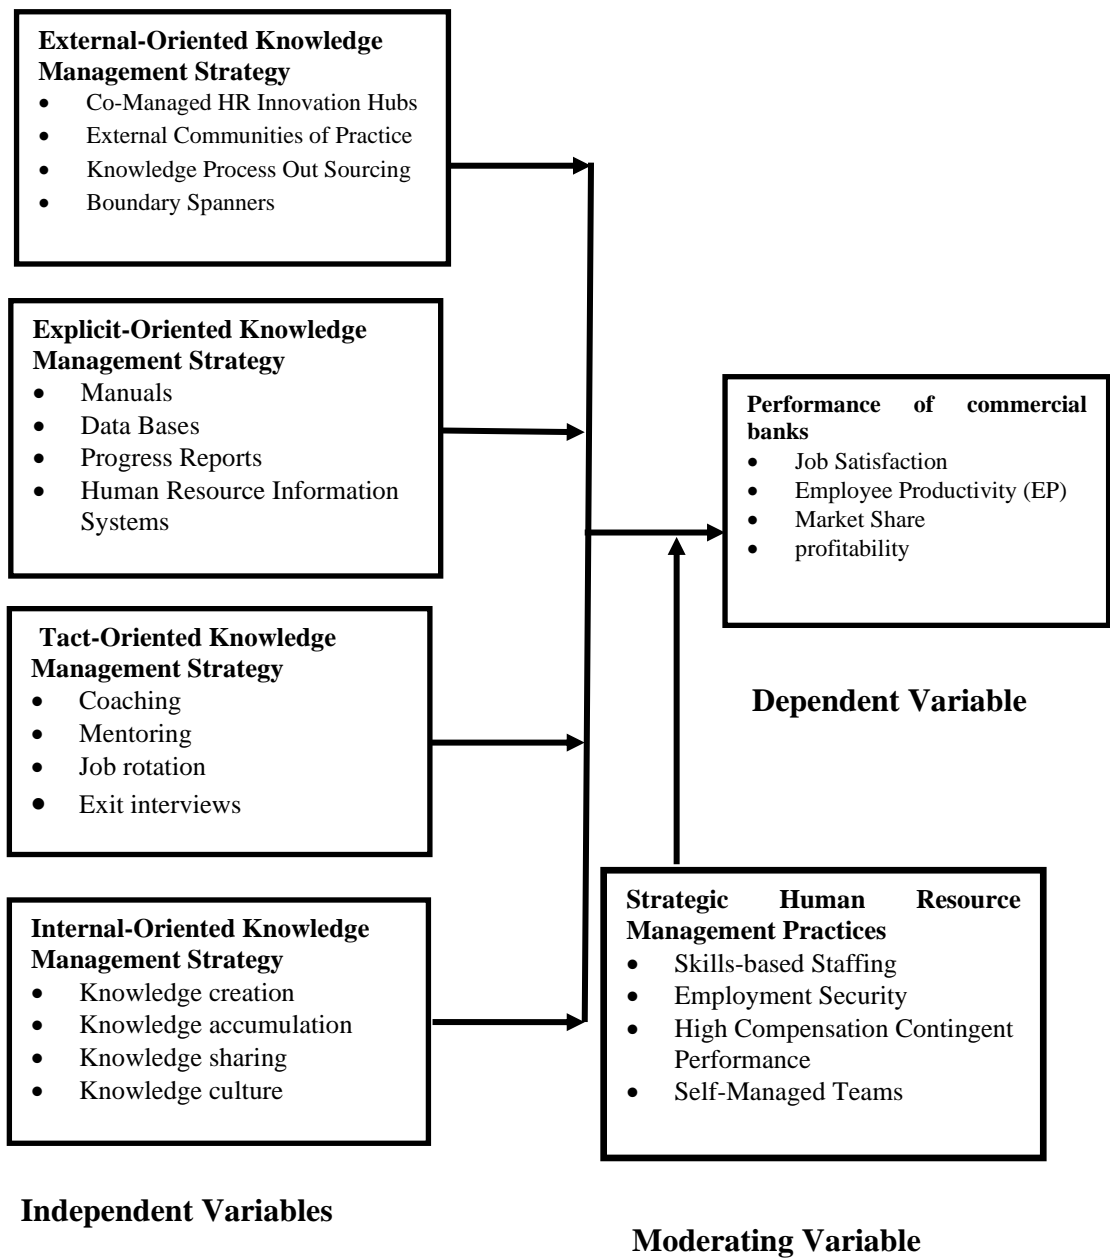 External-Oriented Knowledge
Management Strategy
• Co-Managed HR Innovation Hubs
• External Communities of Practice
• Knowledge Process Out Sourcing
• Boundary Spanners
Explicit-Oriented Knowledge
Management Strategy
• Manuals
• Data Bases
• Progress Reports
• Human Resource Information
Systems
Tact-Oriented Knowledge
Management Strategy
• Coaching
• Mentoring
• Job rotation
• Exit interviews
Internal-Oriented Knowledge
Management Strategy
• Knowledge creation
• Knowledge accumulation
• Knowledge sharing
• Knowledge culture
Independent Variables
Performance of commercial
banks
• Job Satisfaction
• Employee Productivity (EP)
• Market Share
• profitability
Dependent Variable
Strategic Human Resource
Management Practices
• Skills-based Staffing
• Employment Security
• High Compensation Contingent
Performance
• Self-Managed Teams
Moderating Variable